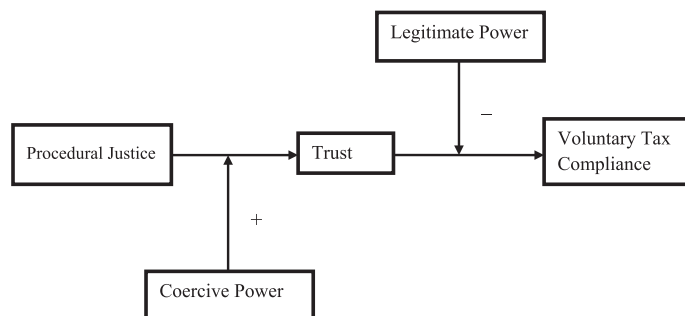 Legitimate Power
−
Procedural Justice
Trust
Voluntary Tax
Compliance
+
Coercive Power